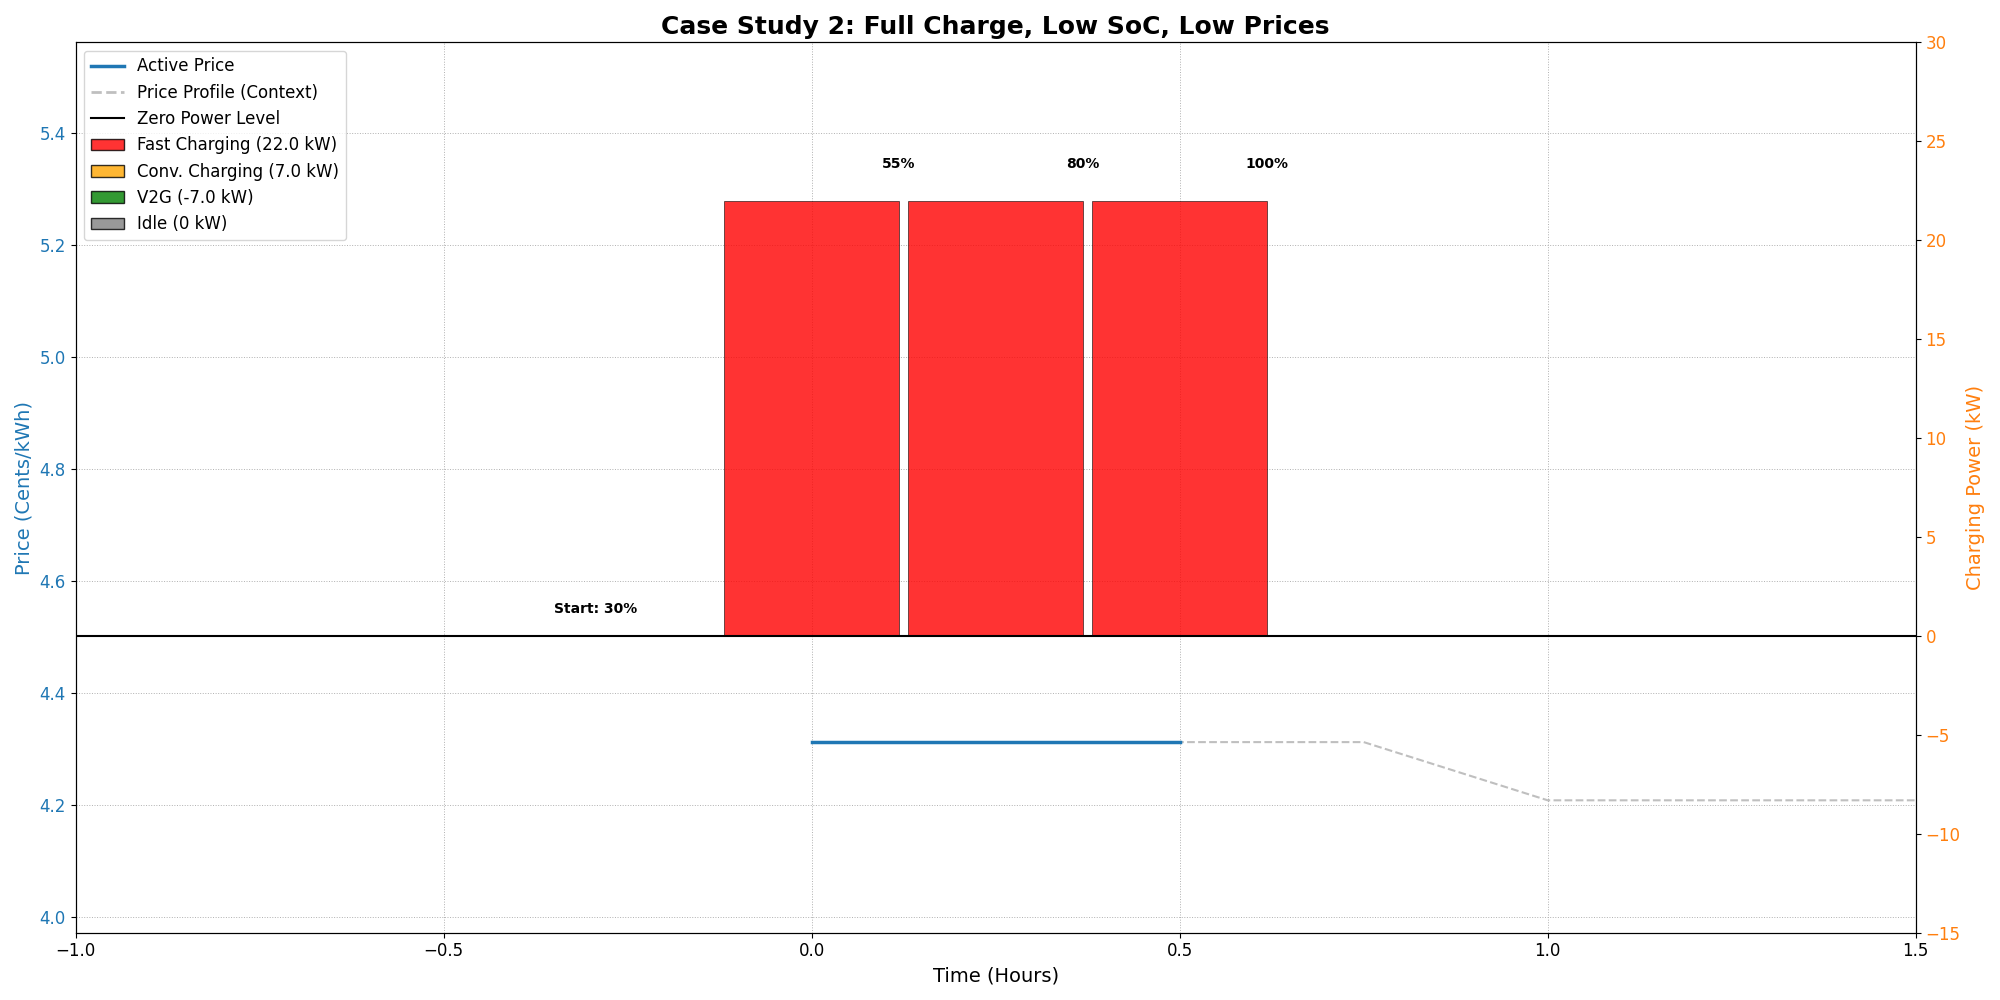 Case Study 2: Full Charge, Low SoC, Low Prices
Active Price
Price Profile (Context)
Zero Power Level
Fast Charging (22.0 kW)
Conv. Charging (7.0 kW)
V2G (-7.0 kW)
Idle (0 kW)
Price (Cents/kWh)
5.4
5.2
5.0
4.8
4.6
4.4
4.2
4.0
55%
80%
100%
Start: 30%
30
25
20
15
10
5
0
−5
−10
−15
Charging Power (kW)
−1.0
−0.5
0.0
0.5
1.0
1.5
Time (Hours)